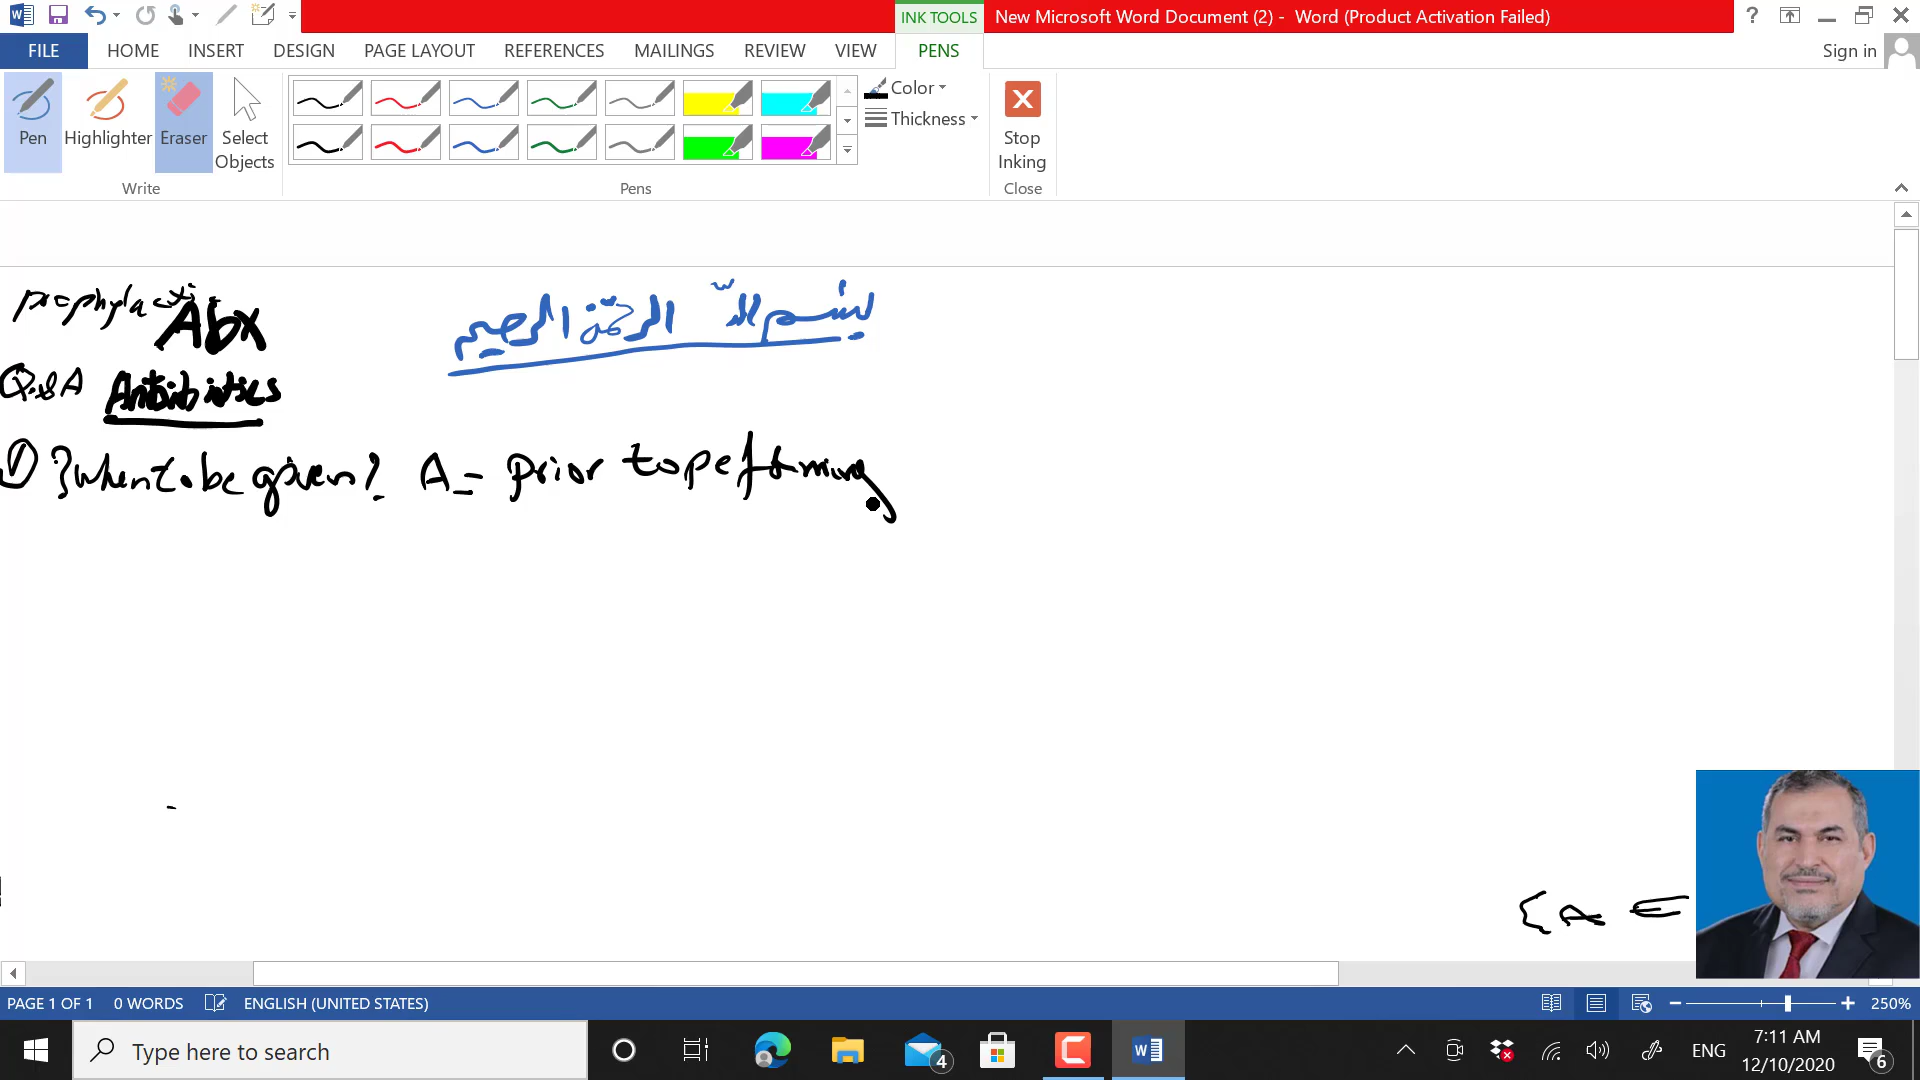 INK TOOLS New Microsoft Word Document (2) - Word (Product Activation Failed) ?
FILE HOME INSERT DESIGN PAGE LAYOUT REFERENCES MAILINGS REVIEW VIEW PENS Sign in
Pen Highlighter Eraser Select Objects
Color
Thickness
Stop Inking
Write Pens Close
بسم الله الرحمن الرحيم
prophylactic Abx
Q&A Antibiotics
① ? when to be given? A = prior to peforming
{ ∝ ∈
PAGE 1 OF 1 0 WORDS ENGLISH (UNITED STATES) 250%
Type here to search
4
ENG
7:11 AM
12/10/2020
6